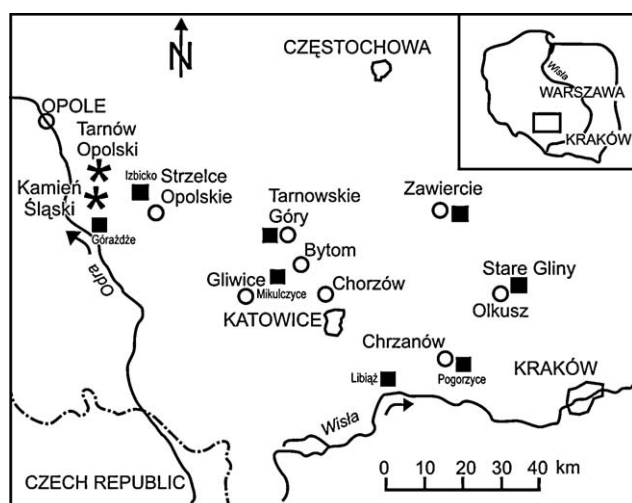 N
CZĘSTOCHOWA
Wisła
WARSZAWA
KRAKÓW
OPOLE
Tarnów
Opolski
Izbicko
Strzelce
Opolskie
Kamień
Śląski
Górażdże
Odra
Tarnowskie
Góry
Bytom
Gliwice
Mikulczyce
Chorzów
KATOWICE
Zawiercie
Stare Gliny
Olkusz
Chrzanów
Libiąż
Pogorzyce
KRAKÓW
Wisła
CZECH REPUBLIC
0 10 20 30 40 km